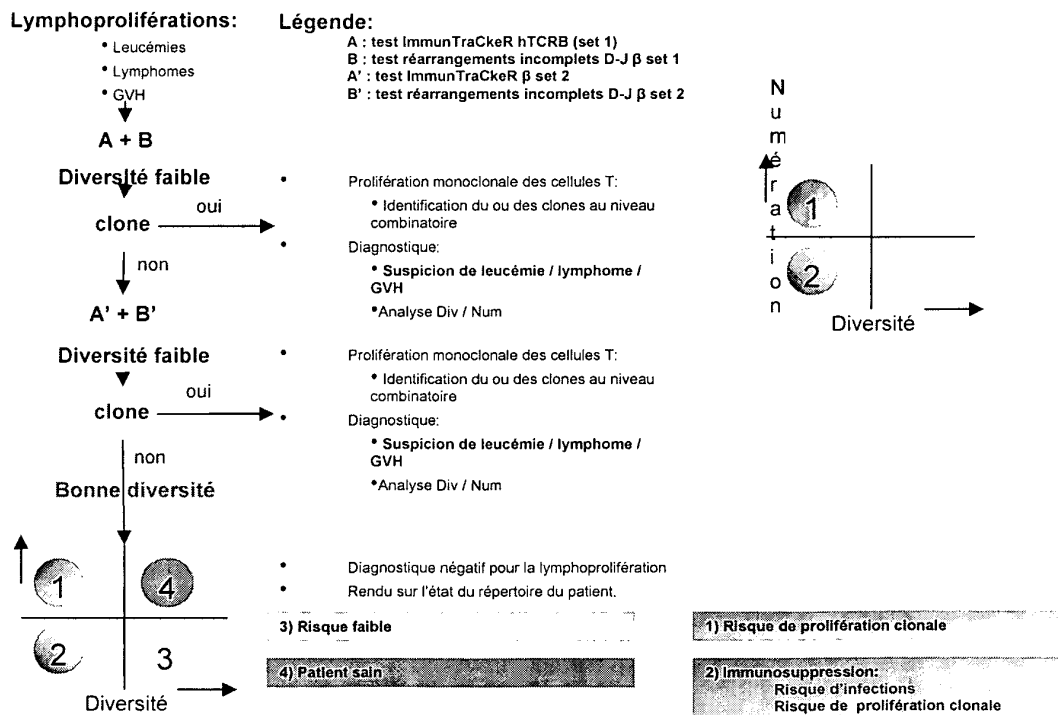 Lymphoproliférations:
• Leucémies
• Lymphomes
• GVH
A + B
Diversité faible
clone
oui
non
A' + B'
Diversité faible
clone
oui
non
Bonne diversité
1
4
2
3
Diversité
Légende:
A : test ImmunTraCkeR hTCRB (set 1)
B : test réarrangements incomplets D-J β set 1
A' : test ImmunTraCkeR β set 2
B' : test réarrangements incomplets D-J β set 2
• Prolifération monoclonale des cellules T:
• Identification du ou des clones au niveau
combinatoire
• Diagnostique:
• Suspicion de leucémie / lymphome /
GVH
•Analyse Div / Num
• Prolifération monoclonale des cellules T:
• Identification du ou des clones au niveau
combinatoire
• Diagnostique:
• Suspicion de leucémie / lymphome /
GVH
•Analyse Div / Num
• Diagnostique négatif pour la lymphoprolifération
• Rendu sur l'état du répertoire du patient.
3) Risque faible
4) Patient sain
Numération
1
2
Diversité
1) Risque de prolifération clonale
2) Immunosuppression:
Risque d'infections
Risque de prolifération clonale